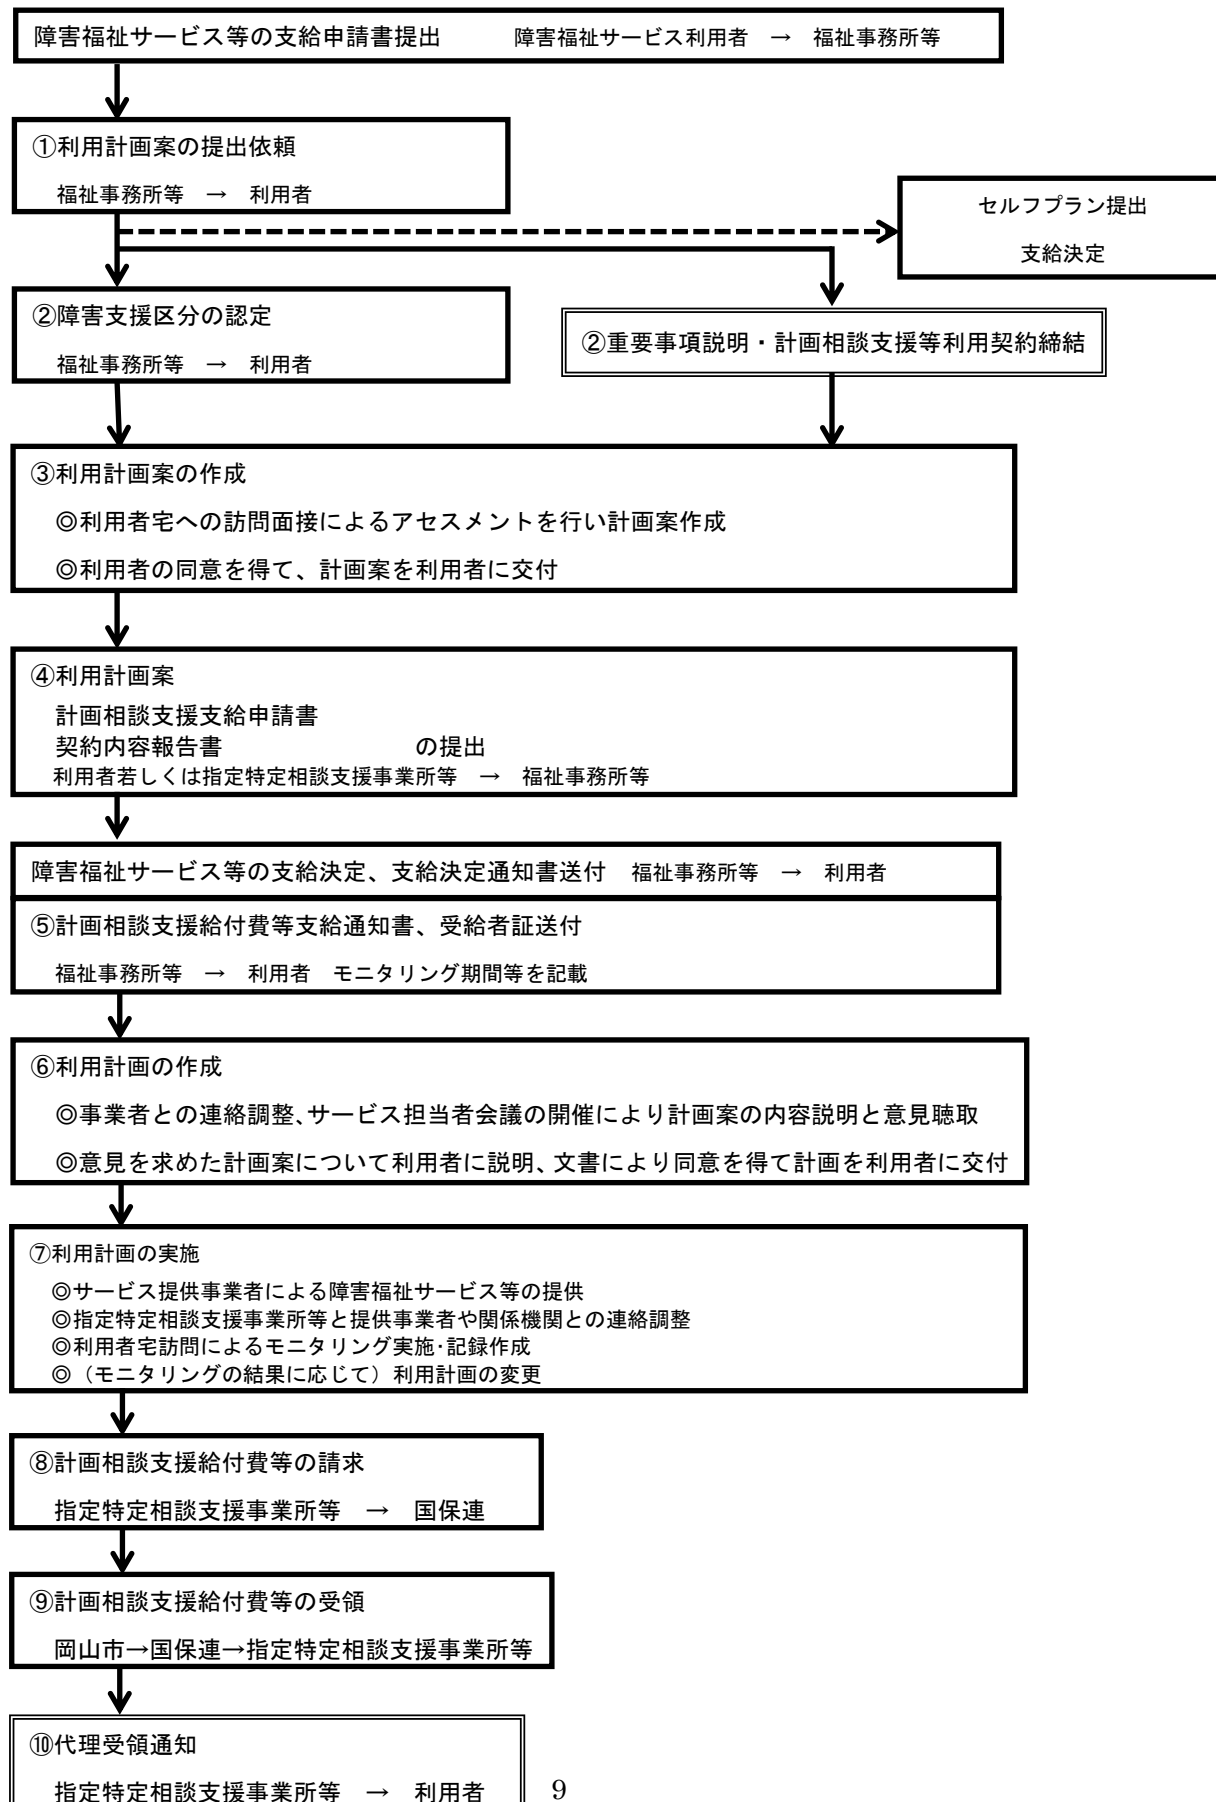 障害福祉サービス等の支給申請書提出　　　障害福祉サービス利用者　→　福祉事務所等
①利用計画案の提出依頼
福祉事務所等　→　利用者
セルフプラン提出
支給決定
②障害支援区分の認定
福祉事務所等　→　利用者
②重要事項説明・計画相談支援等利用契約締結
③利用計画案の作成
◎利用者宅への訪問面接によるアセスメントを行い計画案作成
◎利用者の同意を得て、計画案を利用者に交付
④利用計画案
計画相談支援支給申請書
契約内容報告書　　　　　　　　の提出
利用者若しくは指定特定相談支援事業所等　→　福祉事務所等
障害福祉サービス等の支給決定、支給決定通知書送付　福祉事務所等　→　利用者
⑤計画相談支援給付費等支給通知書、受給者証送付
福祉事務所等　→　利用者　モニタリング期間等を記載
⑥利用計画の作成
◎事業者との連絡調整、サービス担当者会議の開催により計画案の内容説明と意見聴取
◎意見を求めた計画案について利用者に説明、文書により同意を得て計画を利用者に交付
⑦利用計画の実施
◎サービス提供事業者による障害福祉サービス等の提供
◎指定特定相談支援事業所等と提供事業者や関係機関との連絡調整
◎利用者宅訪問によるモニタリング実施･記録作成
◎（モニタリングの結果に応じて）利用計画の変更
⑧計画相談支援給付費等の請求
指定特定相談支援事業所等　→　国保連
⑨計画相談支援給付費等の受領
岡山市→国保連→指定特定相談支援事業所等
⑩代理受領通知
指定特定相談支援事業所等　→　利用者
9